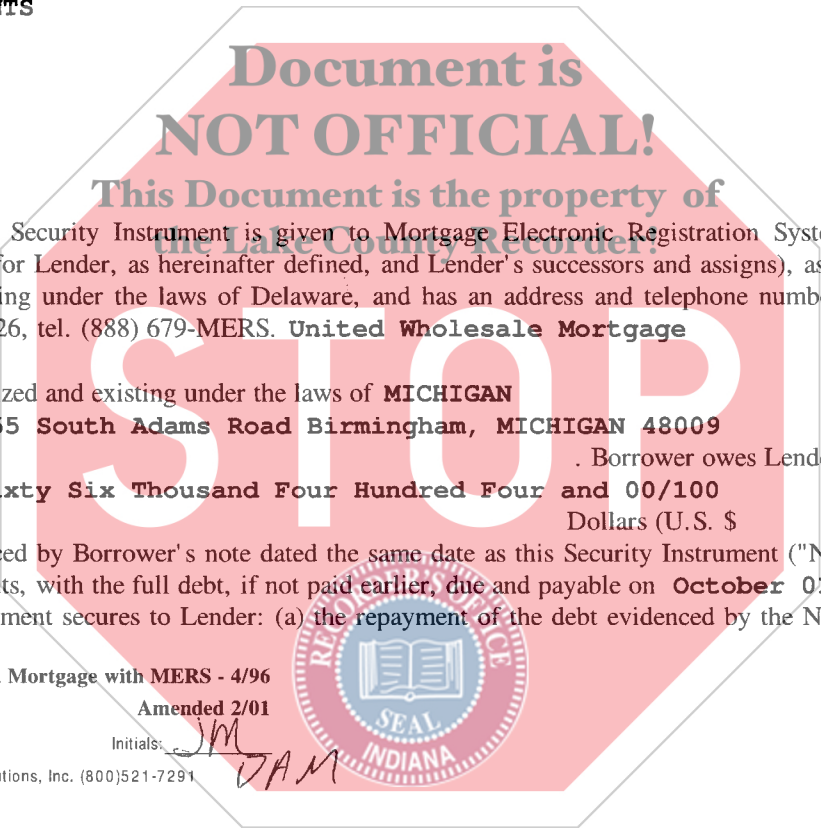 NTS
Document is
NOT OFFICIAL!
This Document is the property of
the Lake County Recorder!
Security Instrument is given to Mortgage Electronic Registration Syste
for Lender, as hereinafter defined, and Lender's successors and assigns), as
ing under the laws of Delaware, and has an address and telephone numbe
26, tel. (888) 679-MERS. United Wholesale Mortgage
zed and existing under the laws of MICHIGAN
55 South Adams Road Birmingham, MICHIGAN 48009
. Borrower owes Lende
ixty Six Thousand Four Hundred Four and 00/100
Dollars (U.S. $
ced by Borrower's note dated the same date as this Security Instrument ("N
ts, with the full debt, if not paid earlier, due and payable on October 01
ment secures to Lender: (a) the repayment of the debt evidenced by the N
STOP
RECORDER'S OFFICE
SEAL
INDIANA
Mortgage with MERS - 4/96
Amended 2/01
Initials: JM
DAM
utions, Inc. (800)521-7291